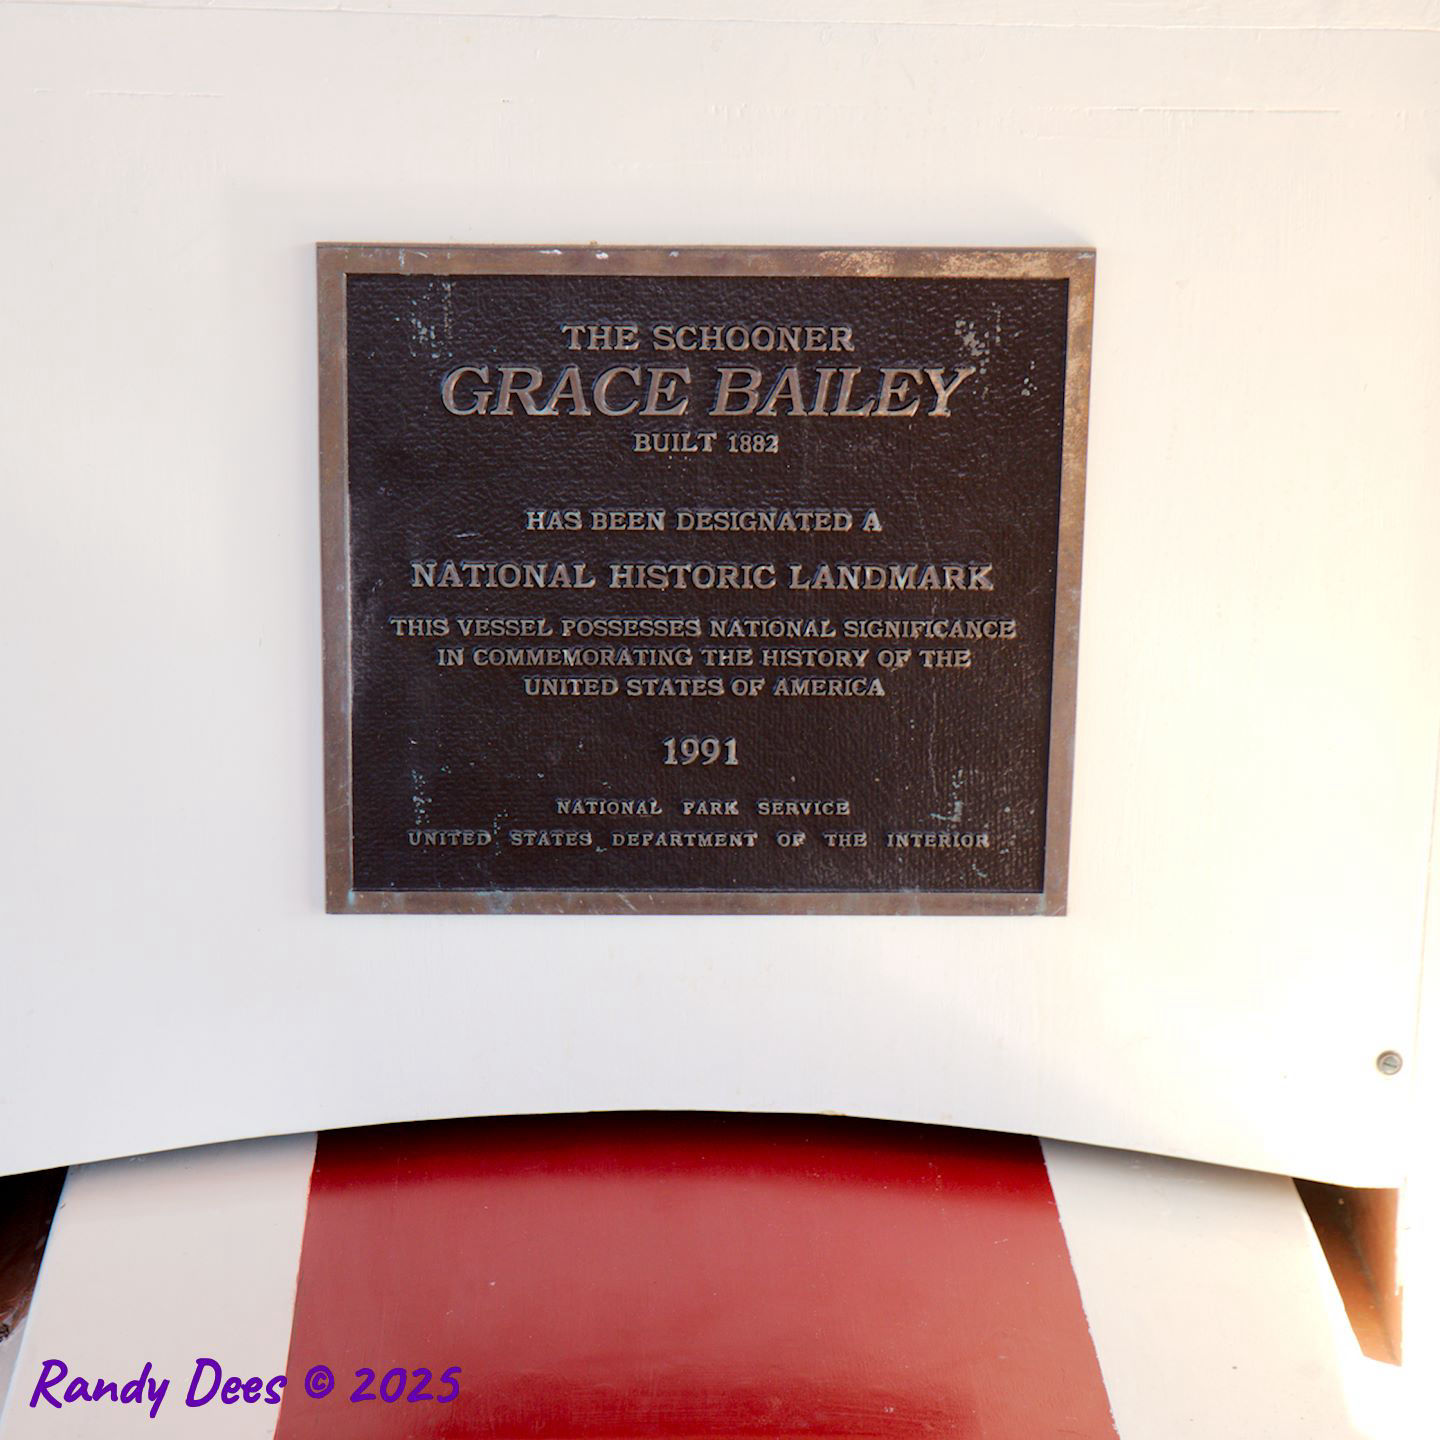 THE SCHOONER
GRACE BAILEY
BUILT 1882
HAS BEEN DESIGNATED A
NATIONAL HISTORIC LANDMARK
THIS VESSEL POSSESSES NATIONAL SIGNIFICANCE
IN COMMEMORATING THE HISTORY OF THE
UNITED STATES OF AMERICA
1991
NATIONAL PARK SERVICE
UNITED STATES DEPARTMENT OF THE INTERIOR
Randy Dees © 2025